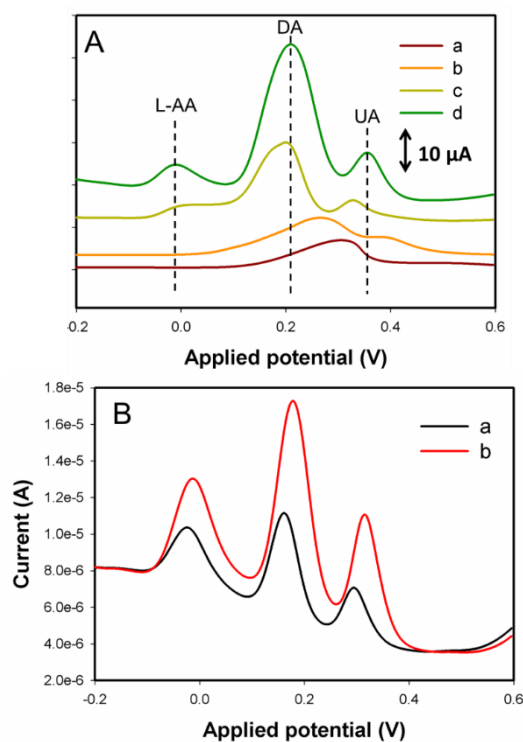 A
DA
L-AA
UA
a
b
c
d
10 µA
0.2 0.0 0.2 0.4 0.6
Applied potential (V)
B
a
b
1.8e-5
1.6e-5
1.4e-5
1.2e-5
1.0e-5
8.0e-6
6.0e-6
4.0e-6
2.0e-6
Current (A)
-0.2 0.0 0.2 0.4 0.6
Applied potential (V)